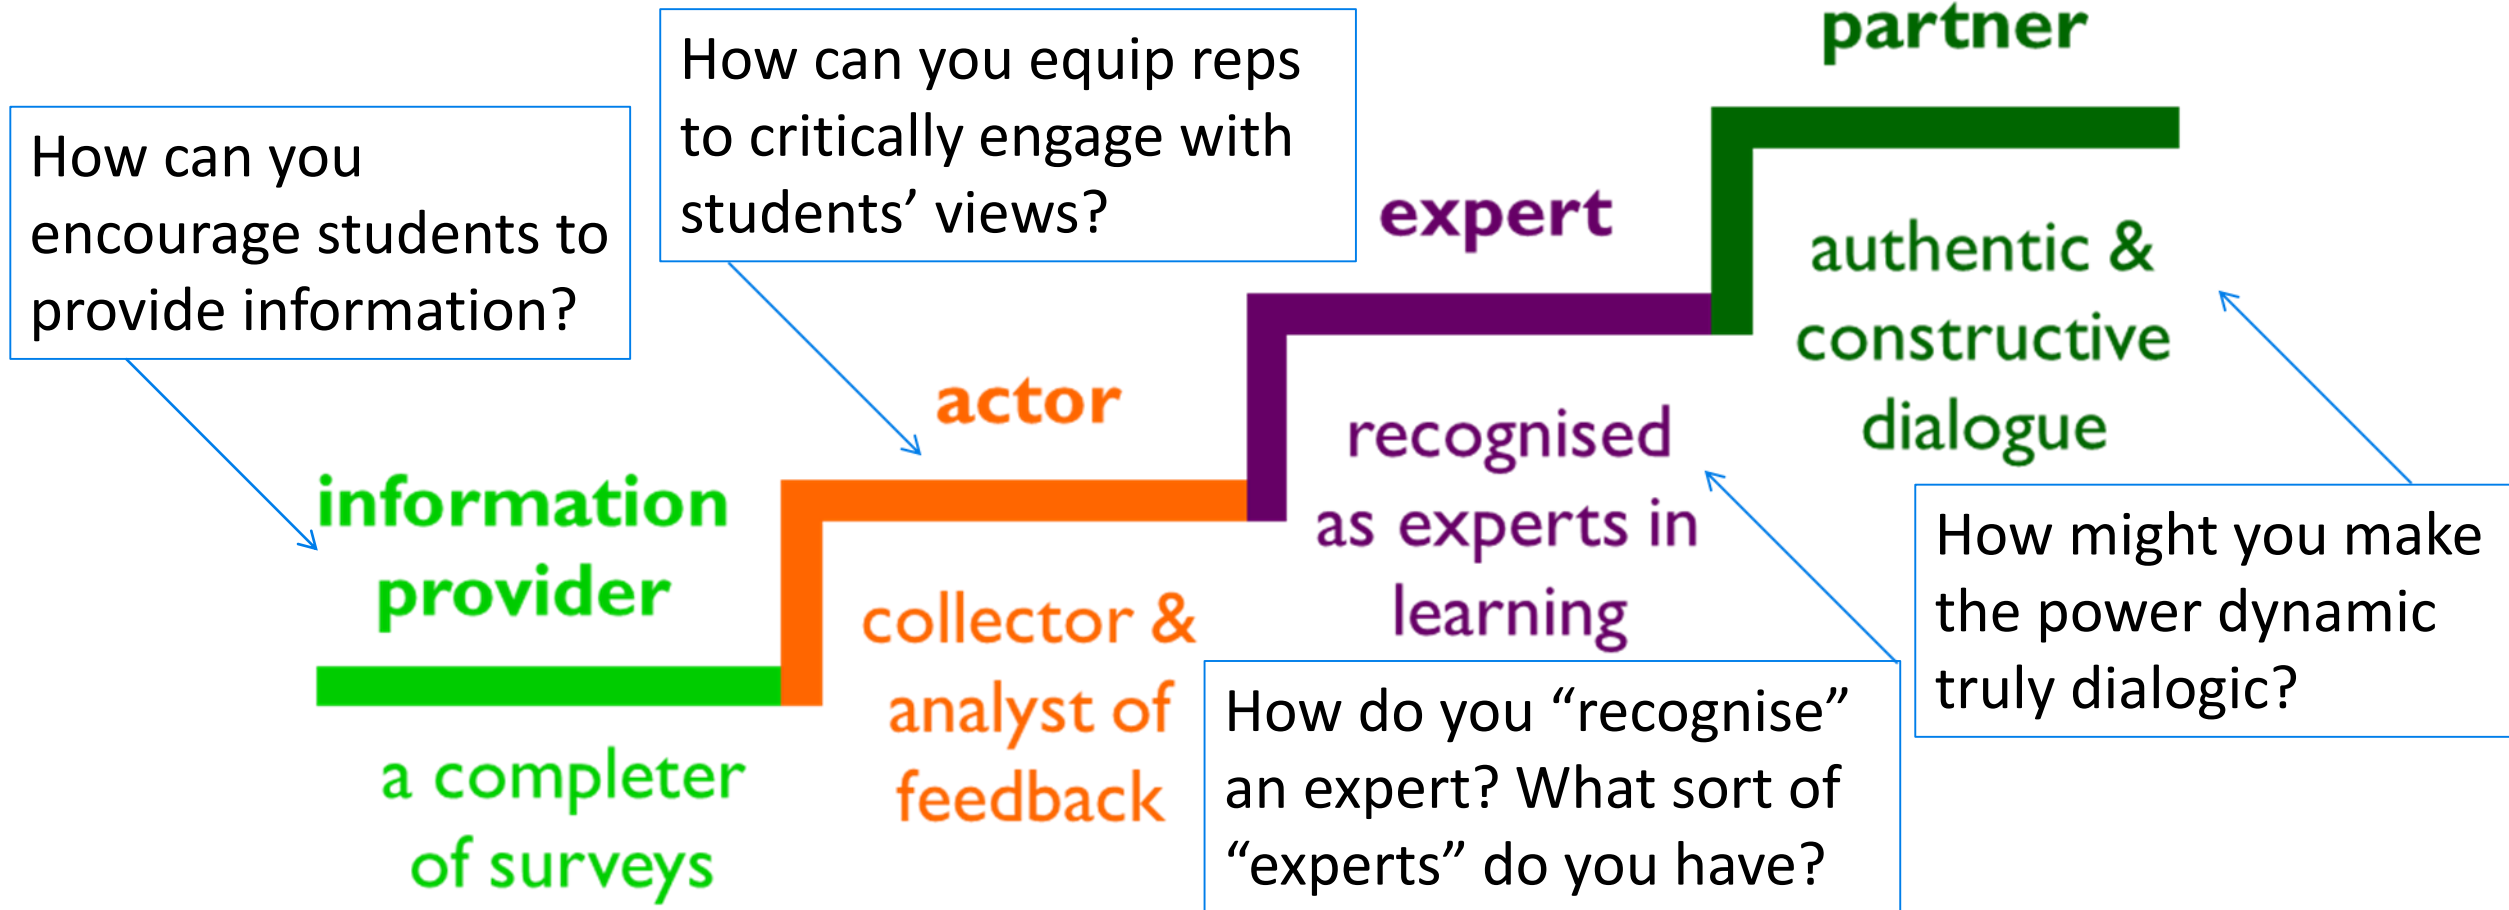 How can you
encourage students to
provide information?
information
provider
a completer
of surveys
How can you equip reps
to critically engage with
students’ views?
actor
collector &
analyst of
feedback
expert
recognised
as experts in
learning
How do you “recognise”
an expert? What sort of
“experts” do you have?
partner
authentic &
constructive
dialogue
How might you make
the power dynamic
truly dialogic?